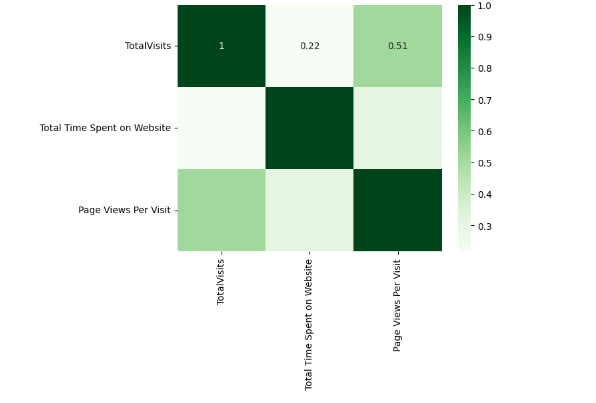 1.0
TotalVisits
1 0.22 0.51
0.9
0.8
0.7
Total Time Spent on Website
0.6
0.5
0.4
Page Views Per Visit
0.3
TotalVisits
Total Time Spent on Website
Page Views Per Visit